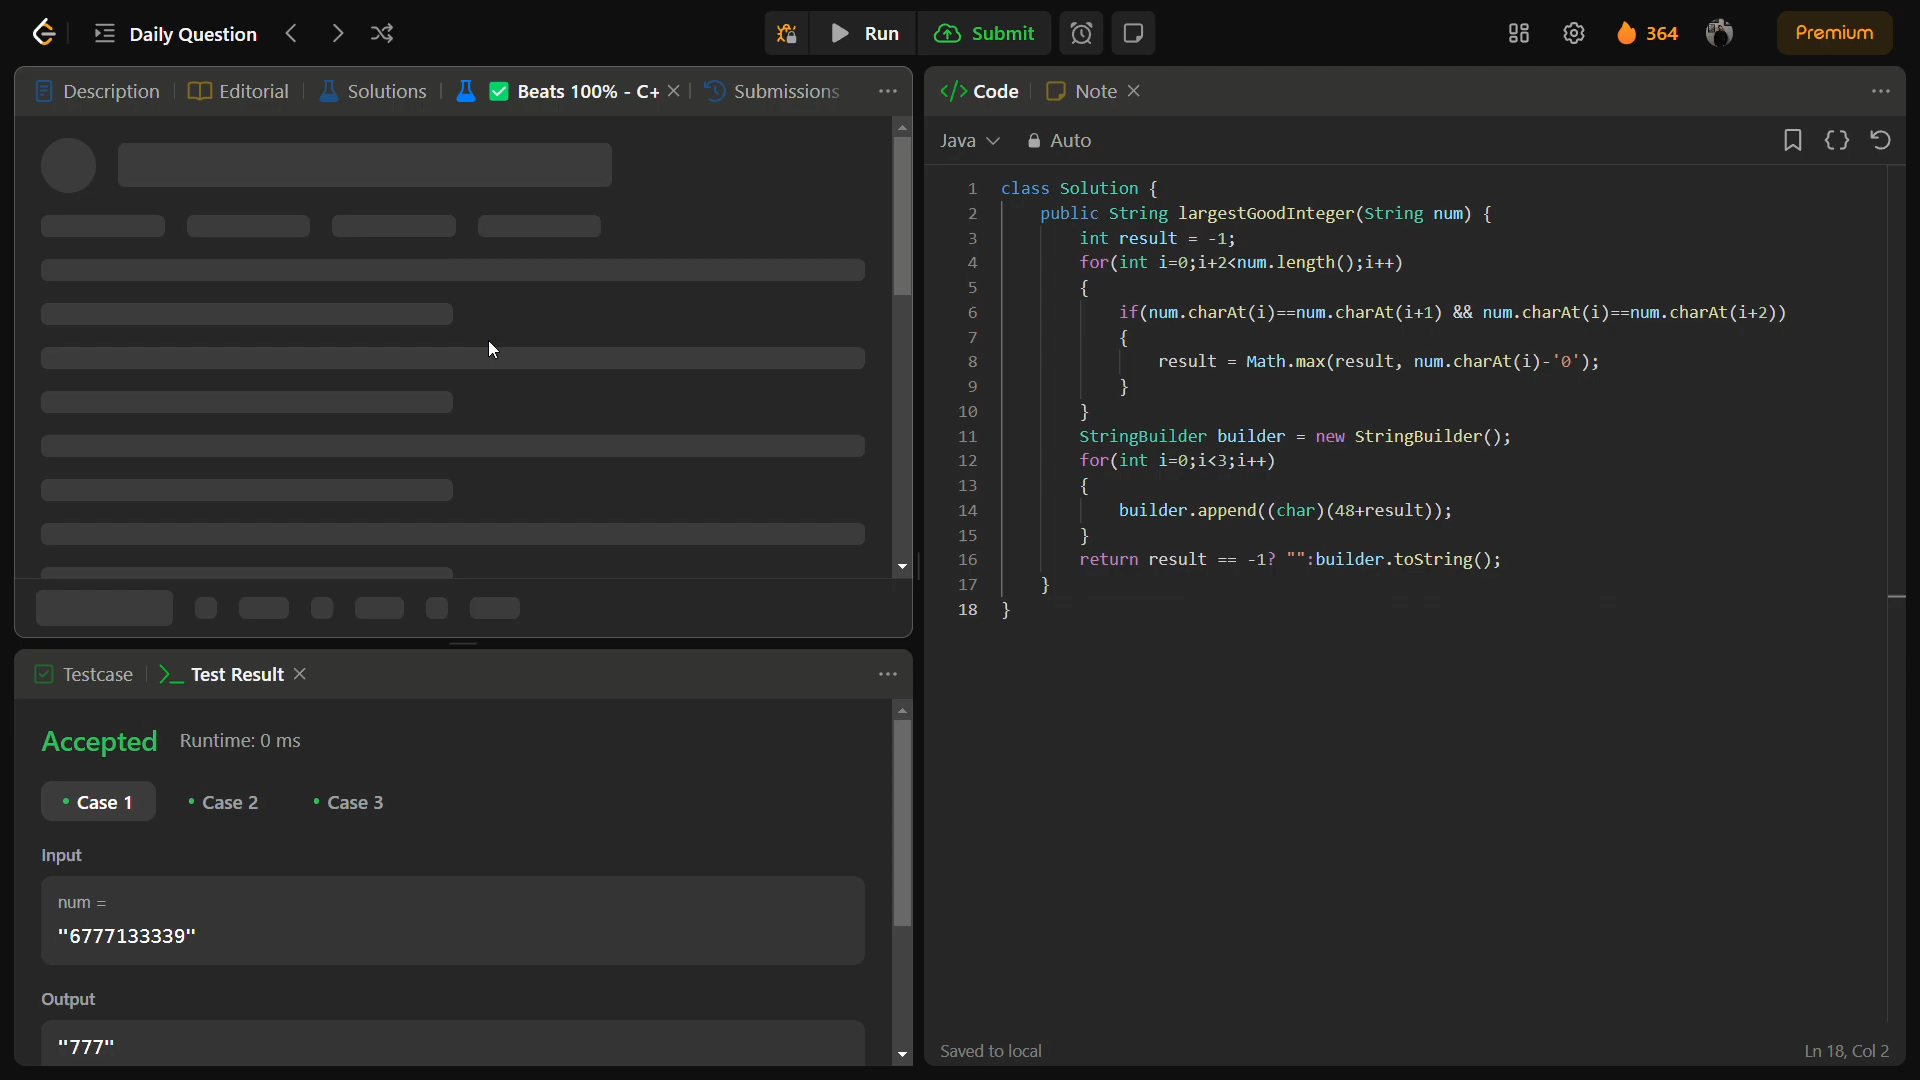 Daily Question
Run
Submit
364
Premium
Description
Editorial
Solutions
Beats 100% - C+
Submissions
Code
Note
Java
Auto
1 class Solution {
2 public String largestGoodInteger(String num) {
3 int result = -1;
4 for(int i=0;i+2<num.length();i++)
5 {
6 if(num.charAt(i)==num.charAt(i+1) && num.charAt(i)==num.charAt(i+2))
7 {
8 result = Math.max(result, num.charAt(i)-'0');
9 }
10 }
11 StringBuilder builder = new StringBuilder();
12 for(int i=0;i<3;i++)
13 {
14 builder.append((char)(48+result));
15 }
16 return result == -1? "":builder.toString();
17 }
18 }
Saved to local
Ln 18, Col 2
Testcase
Test Result
Accepted
Runtime: 0 ms
Case 1
Case 2
Case 3
Input
num =
"6777133339"
Output
"777"